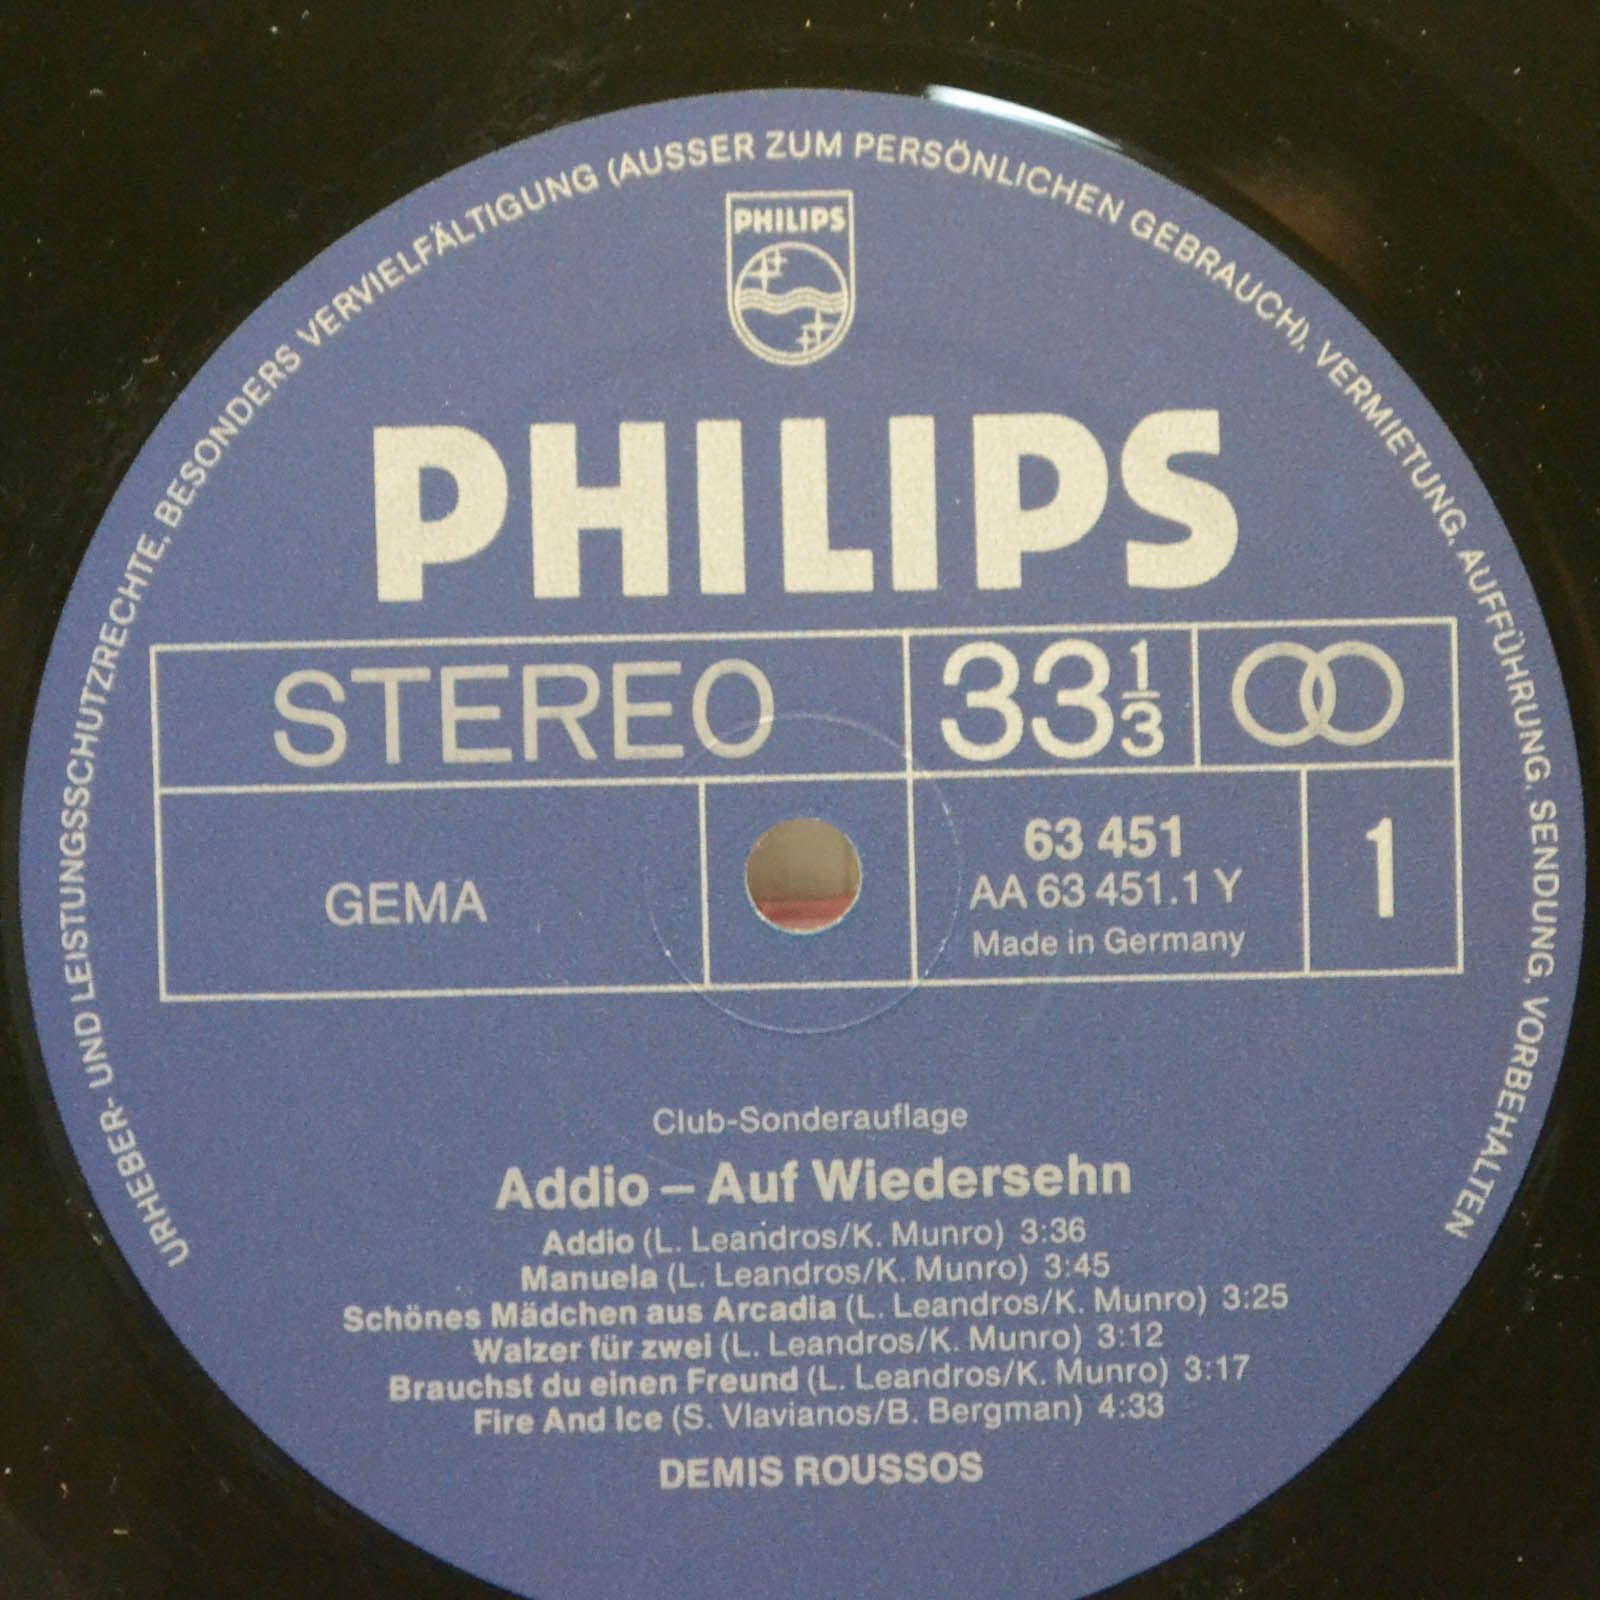 URHEBER- UND LEISTUNGSSCHUTZRECHTE, BESONDERS VERVIELFÄLTIGUNG (AUSSER ZUM PERSÖNLICHEN GEBRAUCH), VERMIETUNG, AUFFÜHRUNG, SENDUNG, VORBEHALTEN
PHILIPS
PHILIPS
STEREO 33 1/3
GEMA
63 451
AA 63 451.1 Y
Made in Germany
1
Club-Sonderauflage
Addio – Auf Wiedersehn
Addio (L. Leandros/K. Munro) 3:36
Manuela (L. Leandros/K. Munro) 3:45
Schönes Mädchen aus Arcadia (L. Leandros/K. Munro) 3:25
Walzer für zwei (L. Leandros/K. Munro) 3:12
Brauchst du einen Freund (L. Leandros/K. Munro) 3:17
Fire And Ice (S. Vlavianos/B. Bergman) 4:33
DEMIS ROUSSOS